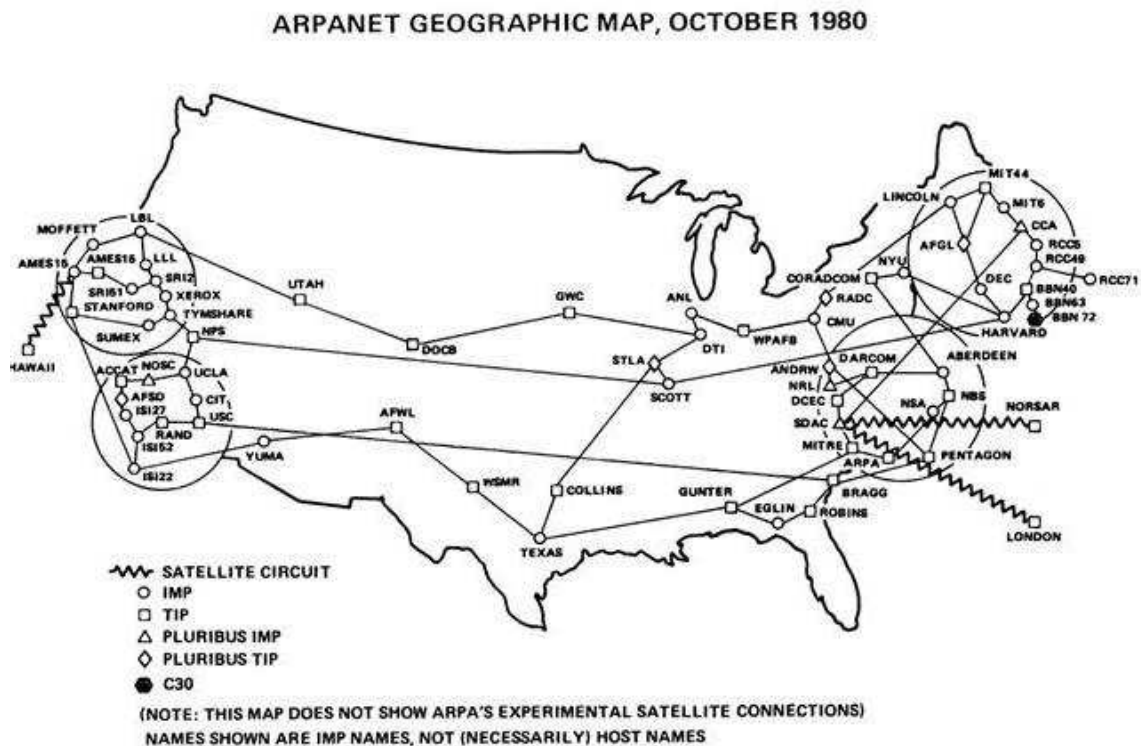 ARPANET GEOGRAPHIC MAP, OCTOBER 1980
MIT44
LINCOLN
MIT6
CCA
AFGL
RCC5
RCC49
RCC71
DEC
BBN40
BBN63
BBN 72
HARVARD
NYU
CORADCOM
RADC
CMU
LBL
MOFFETT
LLL
AMES15
AMES16
SRI2
SRI51
XEROX
STANFORD
TYMSHARE
SUMEX
NPS
HAWAII
UTAH
GWC
DOCB
ANL
WPAFB
DTI
STLA
SCOTT
ACCAT
NOSC
UCLA
AFSD
CIT
ISI27
USC
RAND
ISI52
ISI22
YUMA
AFWL
WSMR
COLLINS
TEXAS
GUNTER
EGLIN
ROBINS
BRAGG
ANDRW
DARCOM
ABERDEEN
NRL
DCEC
NSA
NBS
SDAC
NORSAR
MITRE
ARPA
PENTAGON
LONDON
SATELLITE CIRCUIT
IMP
TIP
PLURIBUS IMP
PLURIBUS TIP
C30
(NOTE: THIS MAP DOES NOT SHOW ARPA'S EXPERIMENTAL SATELLITE CONNECTIONS)
NAMES SHOWN ARE IMP NAMES, NOT (NECESSARILY) HOST NAMES